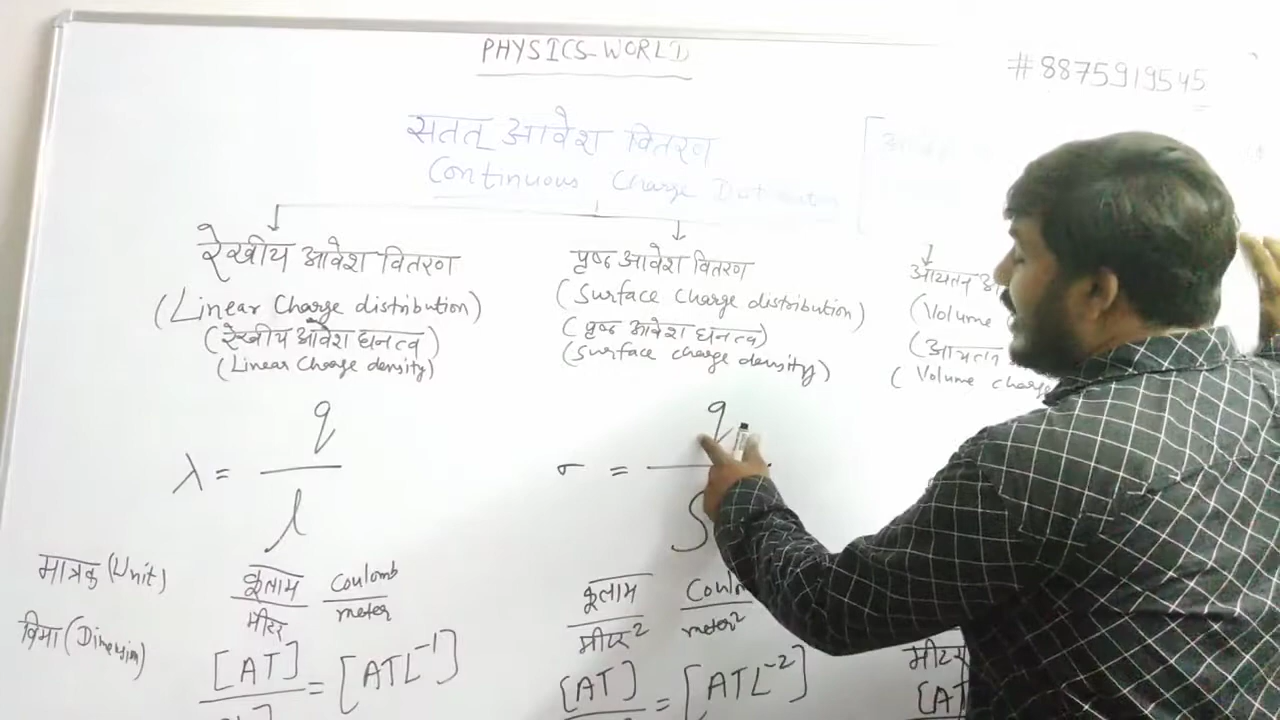 PHYSICS-WORLD
#8875919545
सतत् आवेश वितरण
Continuous Charge
रेखीय आवेश वितरण
(Linear Charge distribution)
(रेखीय आवेश घनत्व)
(Linear Charge density)
λ = q / l
पृष्ठ आवेश वितरण
(Surface Charge distribution)
(पृष्ठ आवेश घनत्व)
(Surface charge density)
σ = q / S
आयतन
(Volume
(आयतन
(Volume charge
मात्रक (Unit)
कूलाम / मीटर Coulomb / meter
कूलाम / मीटर² / meter²
मीटर
विमा (Dimension)
[AT] = [ATL⁻¹]
[AT] = [ATL⁻²]
[AT